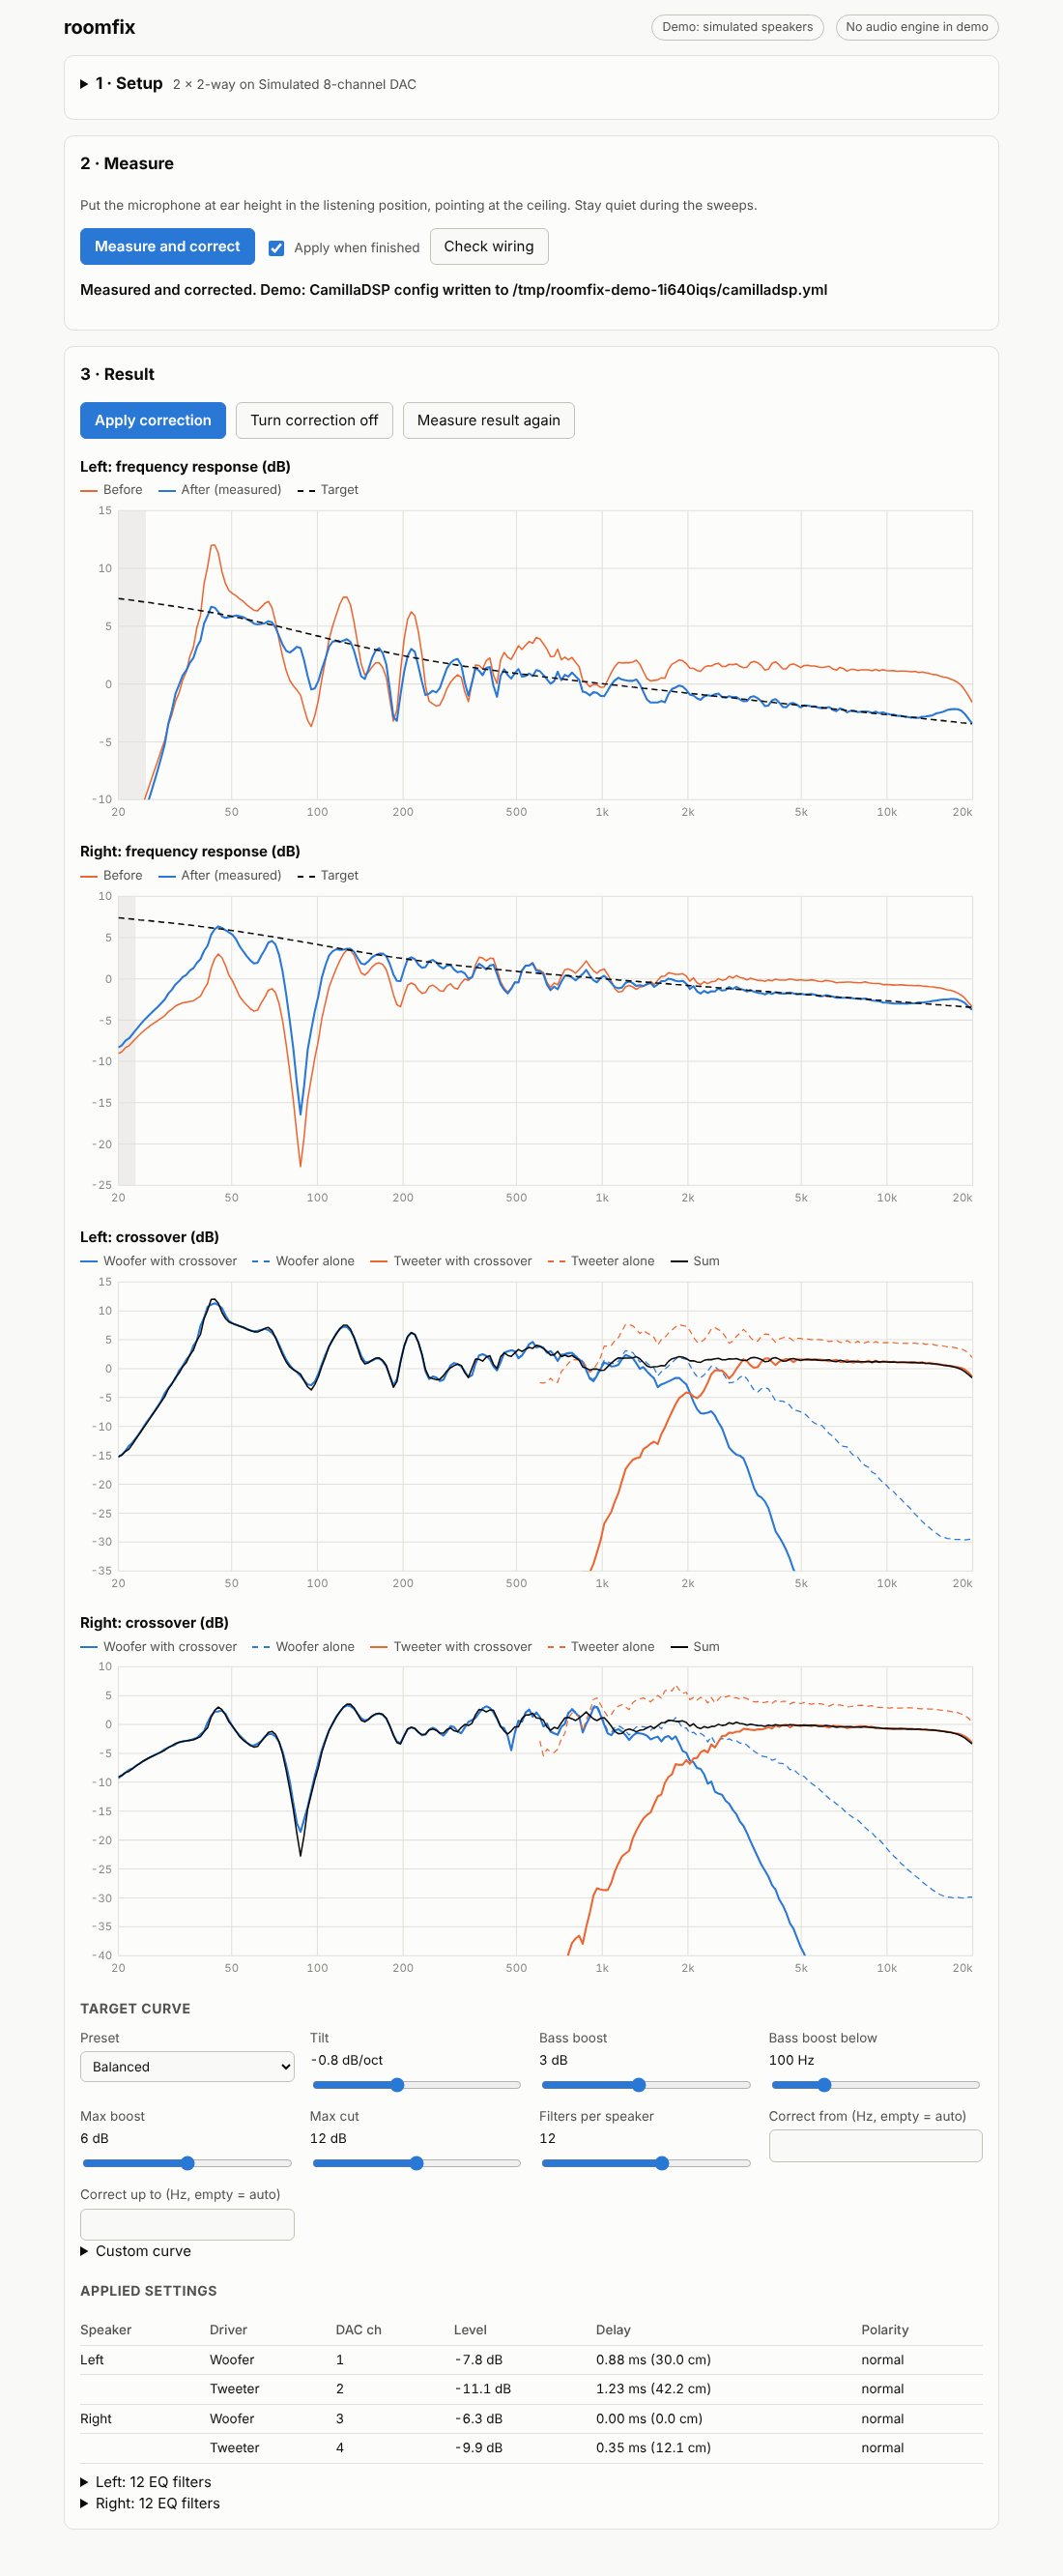 roomfix
Demo: simulated speakers
No audio engine in demo
1 · Setup 2 × 2-way on Simulated 8-channel DAC
2 · Measure
Put the microphone at ear height in the listening position, pointing at the ceiling. Stay quiet during the sweeps.
Measure and correct Apply when finished Check wiring
Measured and corrected. Demo: CamillaDSP config written to /tmp/roomfix-demo-1i640iqs/camilladsp.yml
3 · Result
Apply correction Turn correction off Measure result again
Left: frequency response (dB)
Before After (measured) Target
15
10
5
0
-5
-10
20 50 100 200 500 1k 2k 5k 10k 20k
Right: frequency response (dB)
Before After (measured) Target
10
5
0
-5
-10
-15
-20
-25
20 50 100 200 500 1k 2k 5k 10k 20k
Left: crossover (dB)
Woofer with crossover Woofer alone Tweeter with crossover Tweeter alone Sum
15
10
5
0
-5
-10
-15
-20
-25
-30
-35
20 50 100 200 500 1k 2k 5k 10k 20k
Right: crossover (dB)
Woofer with crossover Woofer alone Tweeter with crossover Tweeter alone Sum
10
5
0
-5
-10
-15
-20
-25
-30
-35
-40
20 50 100 200 500 1k 2k 5k 10k 20k
TARGET CURVE
Preset Tilt Bass boost Bass boost below
Balanced -0.8 dB/oct 3 dB 100 Hz
Max boost Max cut Filters per speaker Correct from (Hz, empty = auto)
6 dB 12 dB 12
Correct up to (Hz, empty = auto)
Custom curve
APPLIED SETTINGS
Speaker Driver DAC ch Level Delay Polarity
Left Woofer 1 -7.8 dB 0.88 ms (30.0 cm) normal
Tweeter 2 -11.1 dB 1.23 ms (42.2 cm) normal
Right Woofer 3 -6.3 dB 0.00 ms (0.0 cm) normal
Tweeter 4 -9.9 dB 0.35 ms (12.1 cm) normal
Left: 12 EQ filters
Right: 12 EQ filters